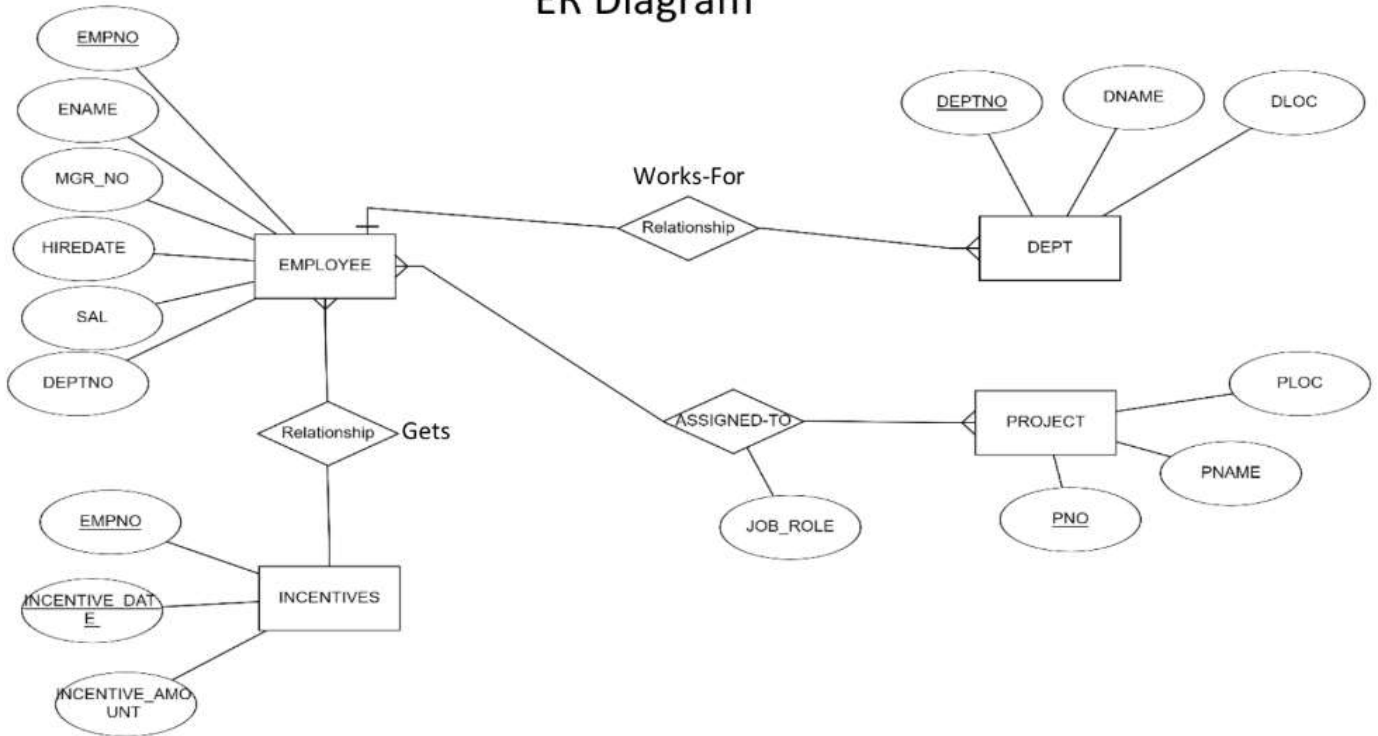 ER Diagram
EMPNO
ENAME
MGR_NO
HIREDATE
SAL
DEPTNO
EMPLOYEE
Works-For
Relationship
DEPTNO
DNAME
DLOC
DEPT
Relationship
Gets
ASSIGNED-TO
JOB_ROLE
PROJECT
PLOC
PNAME
PNO
EMPNO
INCENTIVE_DAT
E_
INCENTIVE_AMO
UNT
INCENTIVES